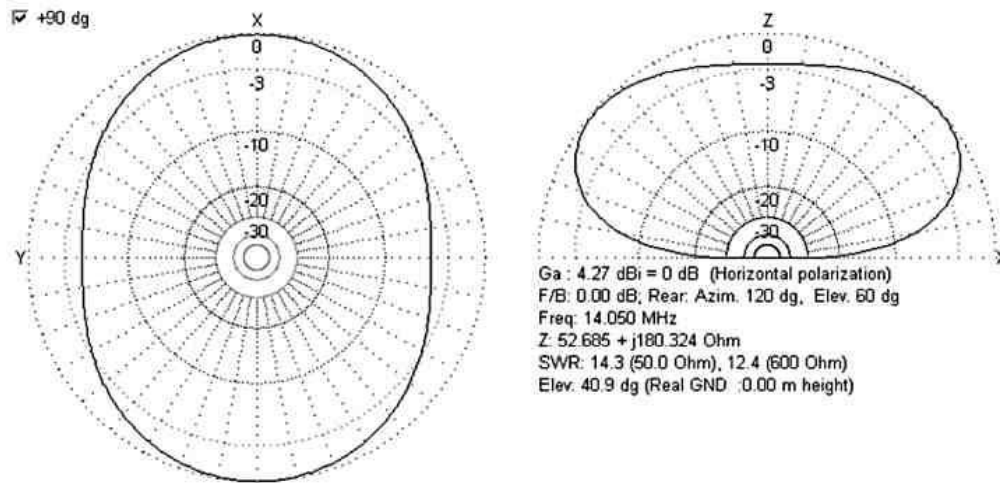 +90 dg
X
0
-3
-10
-20
-30
Y
Z
0
-3
-10
-20
-30
X
Ga : 4.27 dBi = 0 dB (Horizontal polarization)
F/B: 0.00 dB; Rear: Azim. 120 dg, Elev. 60 dg
Freq: 14.050 MHz
Z: 52.685 + j180.324 Ohm
SWR: 14.3 (50.0 Ohm), 12.4 (600 Ohm)
Elev: 40.9 dg (Real GND :0.00 m height)